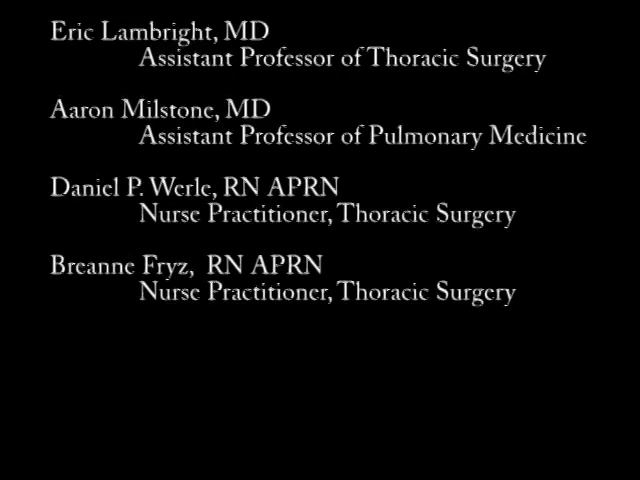 Eric Lambright, MD
Assistant Professor of Thoracic Surgery
Aaron Milstone, MD
Assistant Professor of Pulmonary Medicine
Daniel P. Werle, RN APRN
Nurse Practitioner, Thoracic Surgery
Breanne Fryz, RN APRN
Nurse Practitioner, Thoracic Surgery